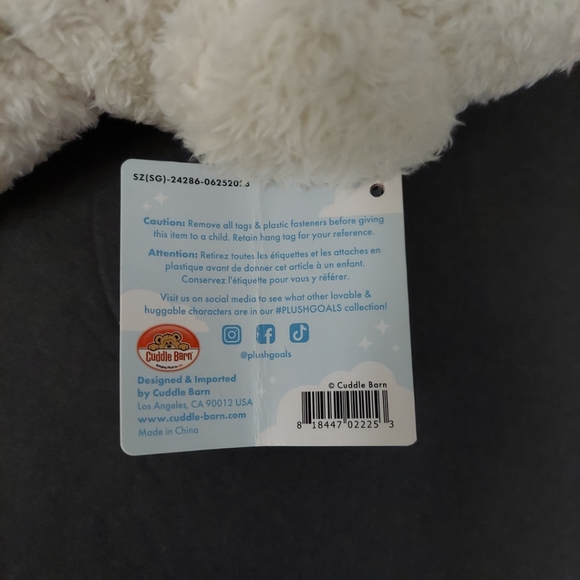 SZ(SG)-24286-06252023
Caution: Remove all tags & plastic fasteners before giving
this item to a child. Retain hang tag for your reference.
Attention: Retirez toutes les étiquettes et les attaches en
plastique avant de donner cet article à un enfant.
Conservez l'étiquette pour vous y référer.
Visit us on social media to see what other lovable &
huggable characters are in our #PLUSHGOALS collection!
@plushgoals
Cuddle Barn
Designed & Imported
by Cuddle Barn
Los Angeles, CA 90012 USA
www.cuddle-barn.com
Made in China
© Cuddle Barn
8 18447 02225 3